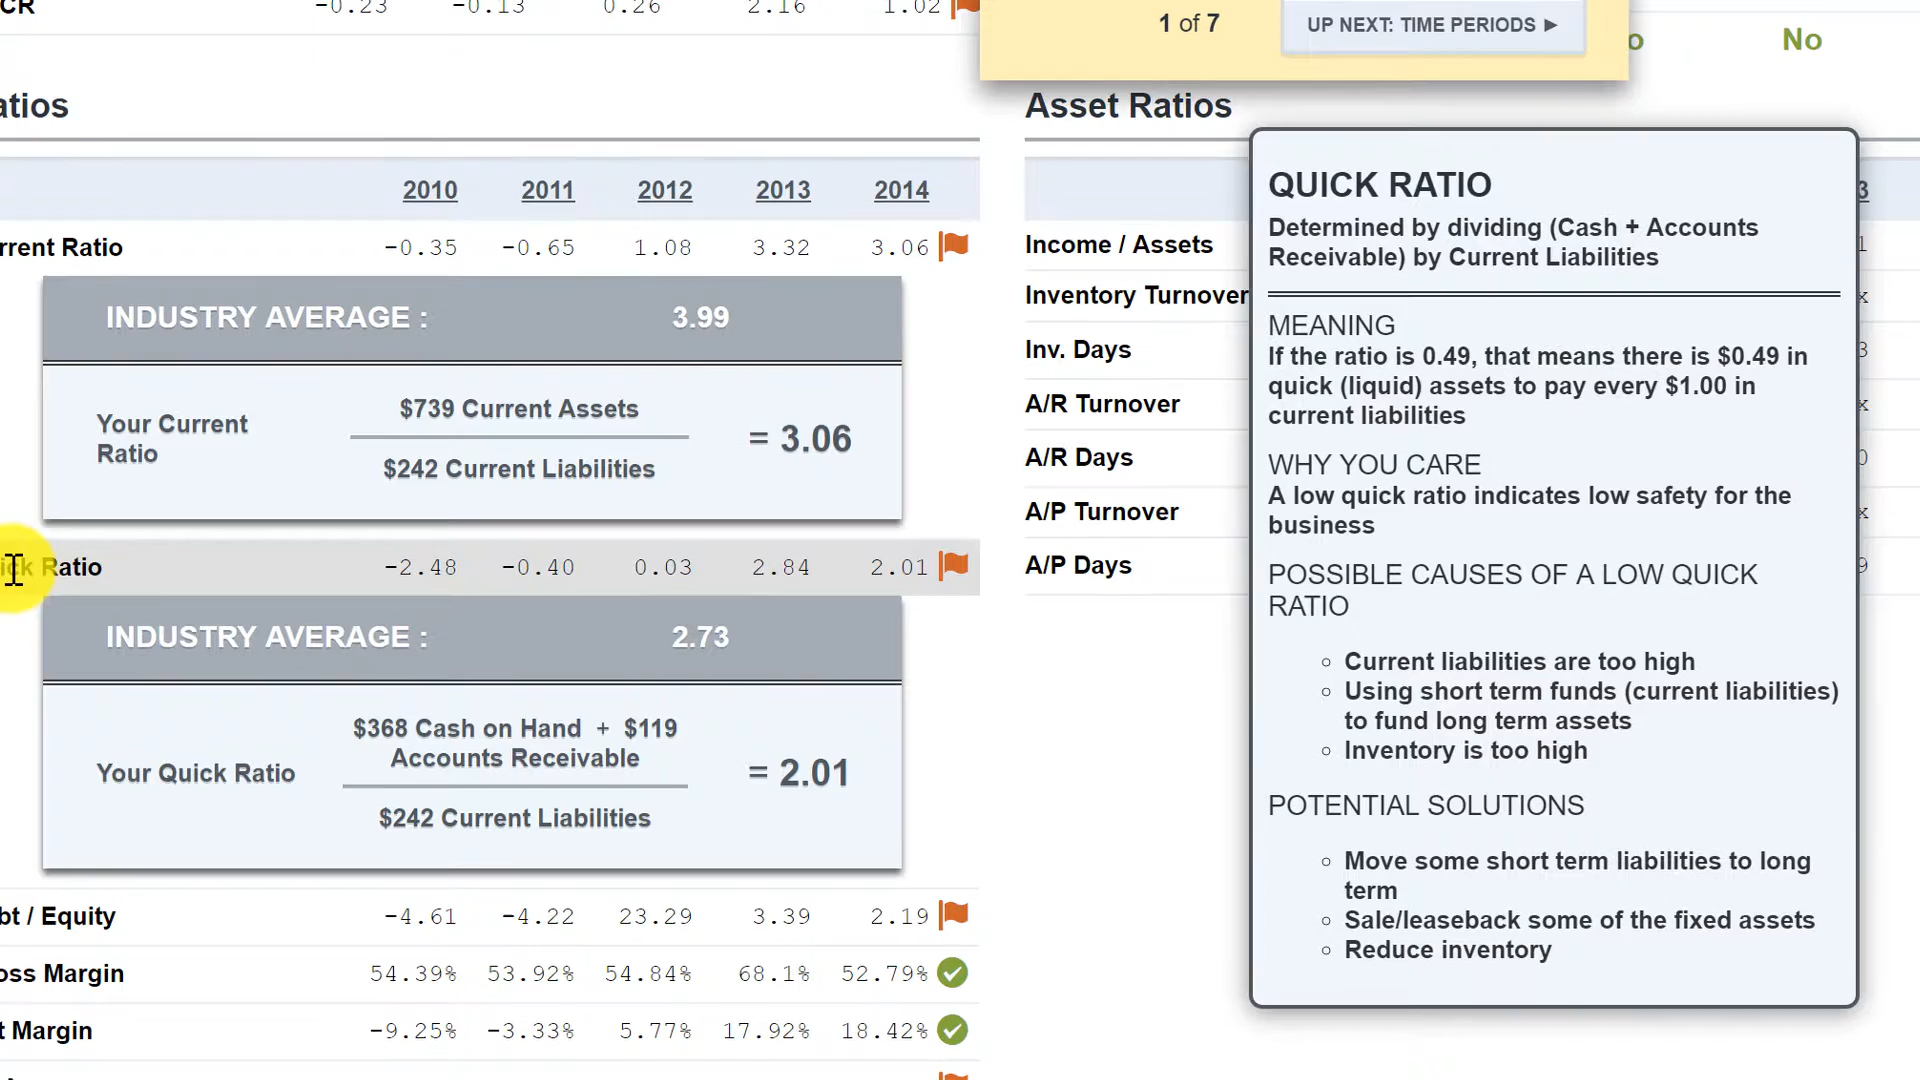 CR -0.23 -0.13 0.26 2.16 1.02
1 of 7 UP NEXT: TIME PERIODS ►
o No
atios
2010 2011 2012 2013 2014
rrent Ratio -0.35 -0.65 1.08 3.32 3.06
INDUSTRY AVERAGE : 3.99
Your Current
Ratio
$739 Current Assets
$242 Current Liabilities
= 3.06
ick Ratio -2.48 -0.40 0.03 2.84 2.01
INDUSTRY AVERAGE : 2.73
Your Quick Ratio
$368 Cash on Hand + $119
Accounts Receivable
$242 Current Liabilities
= 2.01
bt / Equity -4.61 -4.22 23.29 3.39 2.19
oss Margin 54.39% 53.92% 54.84% 68.1% 52.79%
t Margin -9.25% -3.33% 5.77% 17.92% 18.42%
Asset Ratios
3
Income / Assets 1
Inventory Turnover x
Inv. Days 3
A/R Turnover x
A/R Days 0
A/P Turnover x
A/P Days 9
QUICK RATIO
Determined by dividing (Cash + Accounts
Receivable) by Current Liabilities
MEANING
If the ratio is 0.49, that means there is $0.49 in
quick (liquid) assets to pay every $1.00 in
current liabilities
WHY YOU CARE
A low quick ratio indicates low safety for the
business
POSSIBLE CAUSES OF A LOW QUICK
RATIO
Current liabilities are too high
Using short term funds (current liabilities)
to fund long term assets
Inventory is too high
POTENTIAL SOLUTIONS
Move some short term liabilities to long
term
Sale/leaseback some of the fixed assets
Reduce inventory